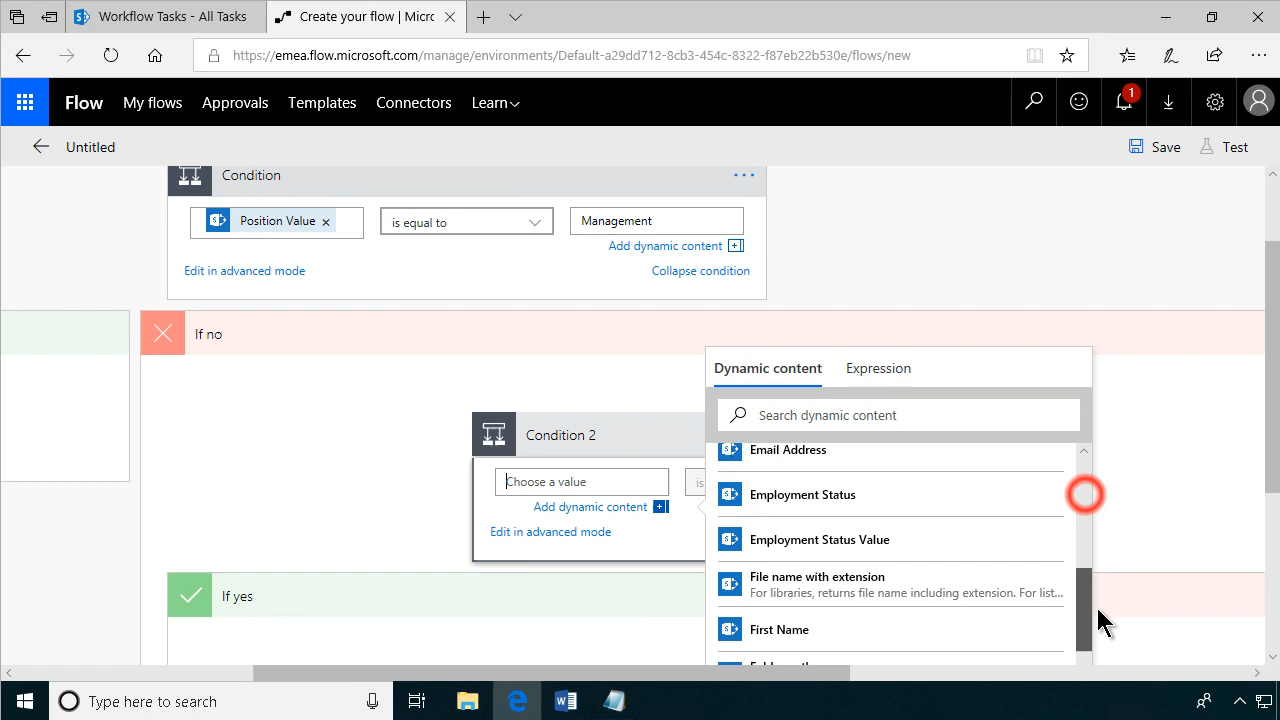 Workflow Tasks - All Tasks
Create your flow | Micro
https://emea.flow.microsoft.com/manage/environments/Default-a29dd712-8cb3-454c-8322-f87eb22b530e/flows/new
Flow My flows Approvals Templates Connectors Learn
1
Untitled
Save Test
Condition
Position Value × is equal to Management
Add dynamic content
Edit in advanced mode Collapse condition
If no
Dynamic content Expression
Search dynamic content
Condition 2
Email Address
Choose a value is
Employment Status
Add dynamic content
Edit in advanced mode
Employment Status Value
File name with extension
For libraries, returns file name including extension. For list...
If yes
First Name
Type here to search